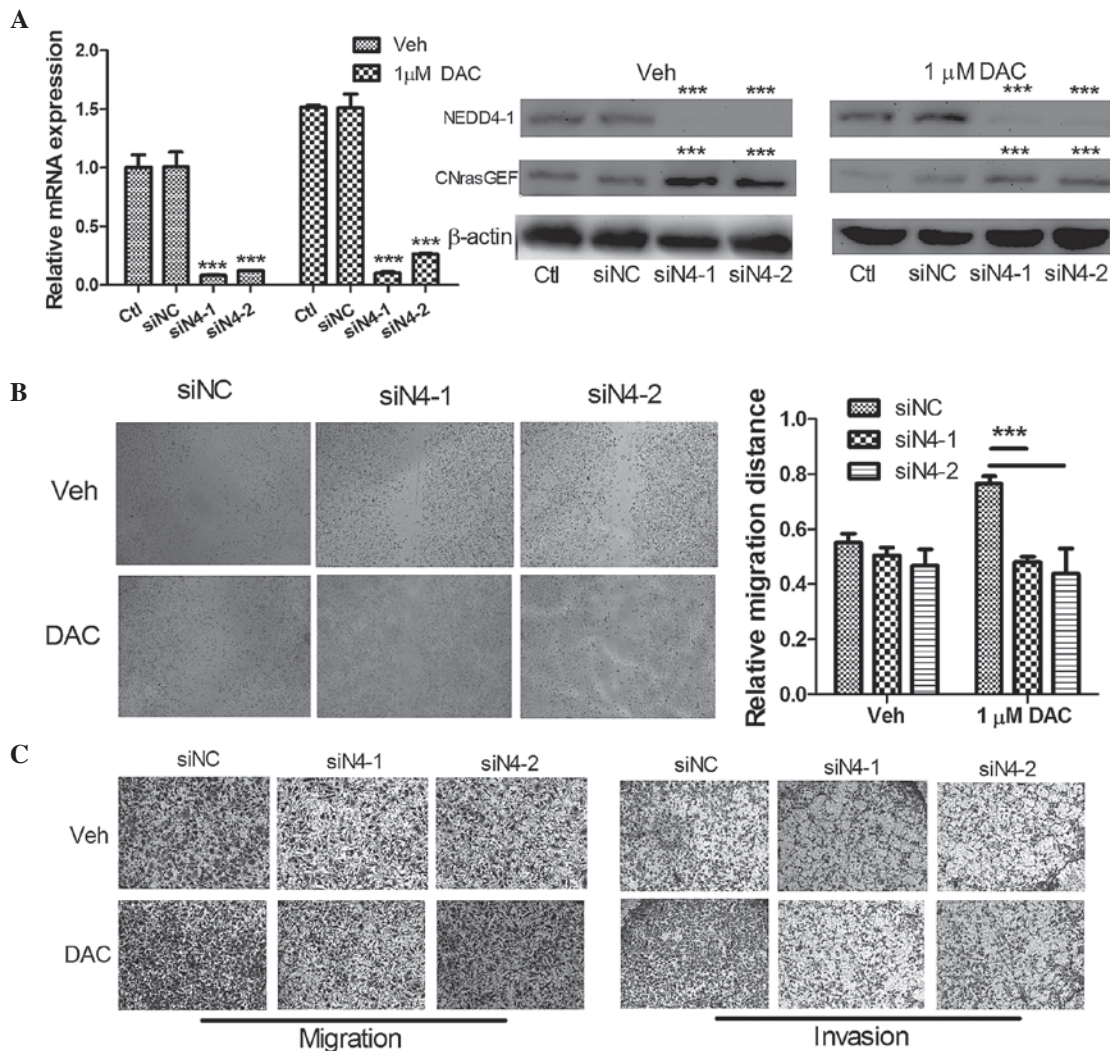 A
Relative mRNA expression
2.0
1.5
1.0
0.5
0.0
Veh
1μM DAC
*** ***
*** ***
Ctl siNC siN4-1 siN4-2 Ctl siNC siN4-1 siN4-2
Veh
*** ***
NEDD4-1
*** ***
CNrasGEF
β-actin
Ctl siNC siN4-1 siN4-2
1 μM DAC
*** ***
*** ***
Ctl siNC siN4-1 siN4-2
B
siNC siN4-1 siN4-2
Veh
DAC
Relative migration distance
1.0
0.8
0.6
0.4
0.2
0.0
siNC
siN4-1
siN4-2
***
Veh 1 μM DAC
C
siNC siN4-1 siN4-2 siNC siN4-1 siN4-2
Veh
DAC
Migration Invasion